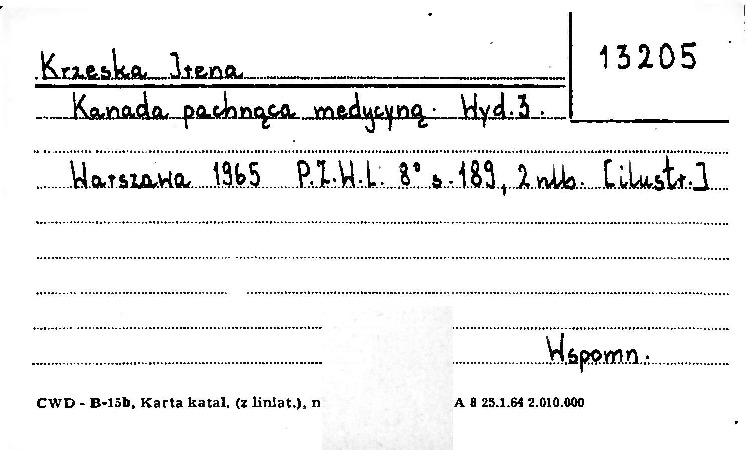 13205
Krzeska Irena
Kanada pachnąca medycyną. Wyd.3.
Warszawa 1965 P.Z.W.L. 8° s.189, 2 nlb. [ilustr.]
Wspomn.
CWD - B-15b, Karta katal. (z liniat.), n A 8 25.1.64 2.010.000